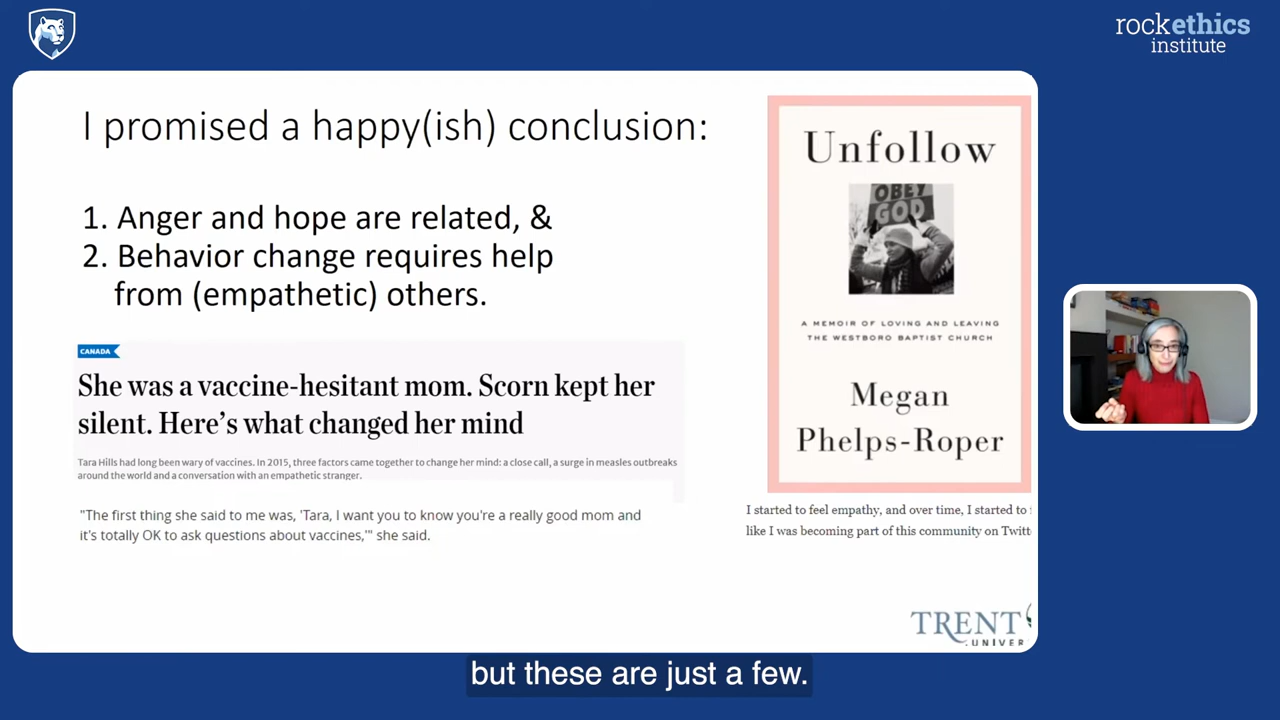 rockethics
institute
I promised a happy(ish) conclusion:
1. Anger and hope are related, &
2. Behavior change requires help
from (empathetic) others.
CANADA
She was a vaccine-hesitant mom. Scorn kept her
silent. Here's what changed her mind
Tara Hills had long been wary of vaccines. In 2015, three factors came together to change her mind: a close call, a surge in measles outbreaks
around the world and a conversation with an empathetic stranger.
"The first thing she said to me was, 'Tara, I want you to know you're a really good mom and
it's totally OK to ask questions about vaccines,'" she said.
Unfollow
OBEY
GOD
A MEMOIR OF LOVING AND LEAVING
THE WESTBORO BAPTIST CHURCH
Megan
Phelps-Roper
I started to feel empathy, and over time, I started to
like I was becoming part of this community on
TRENT
but these are just a few.